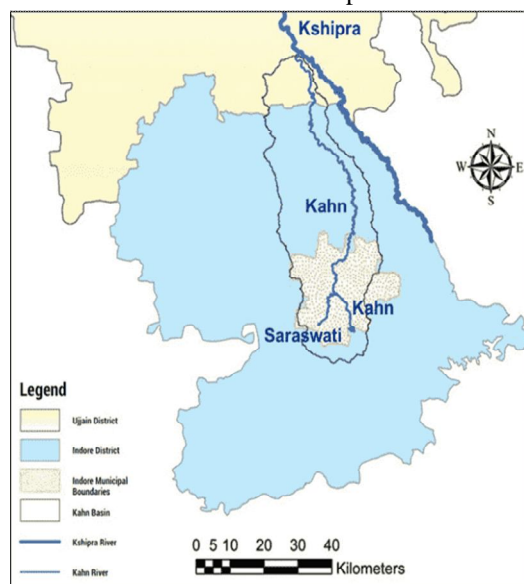 Kshipra
N
W E
S
Kahn
Kahn
Saraswati
Legend
Ujjain District
Indore District
Indore Municipal
Boundaries
Kahn Basin
Kshipra River
Kahn River
0 5 10 20 30 40
Kilometers